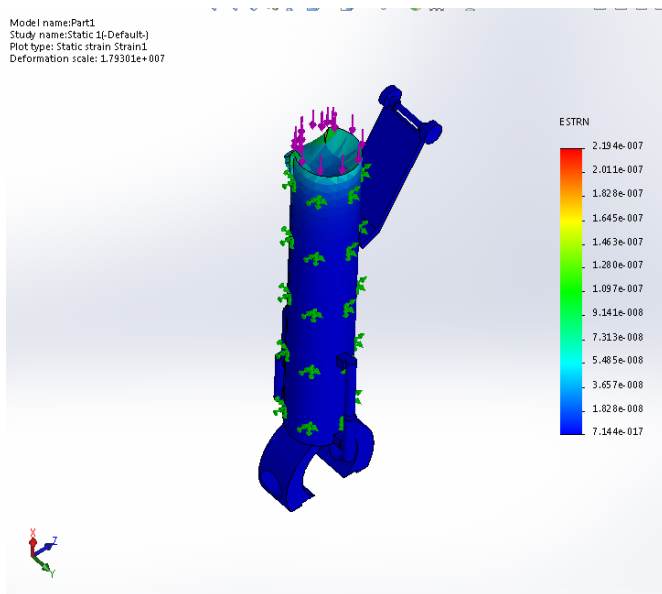 Model name:Part1
Study name:Static 1(-Default-)
Plot type: Static strain Strain1
Deformation scale: 1.79301e+007
ESTRN
2.194e-007
2.011e-007
1.828e-007
1.645e-007
1.463e-007
1.280e-007
1.097e-007
9.141e-008
7.313e-008
5.485e-008
3.657e-008
1.828e-008
7.144e-017
X
Z
Y